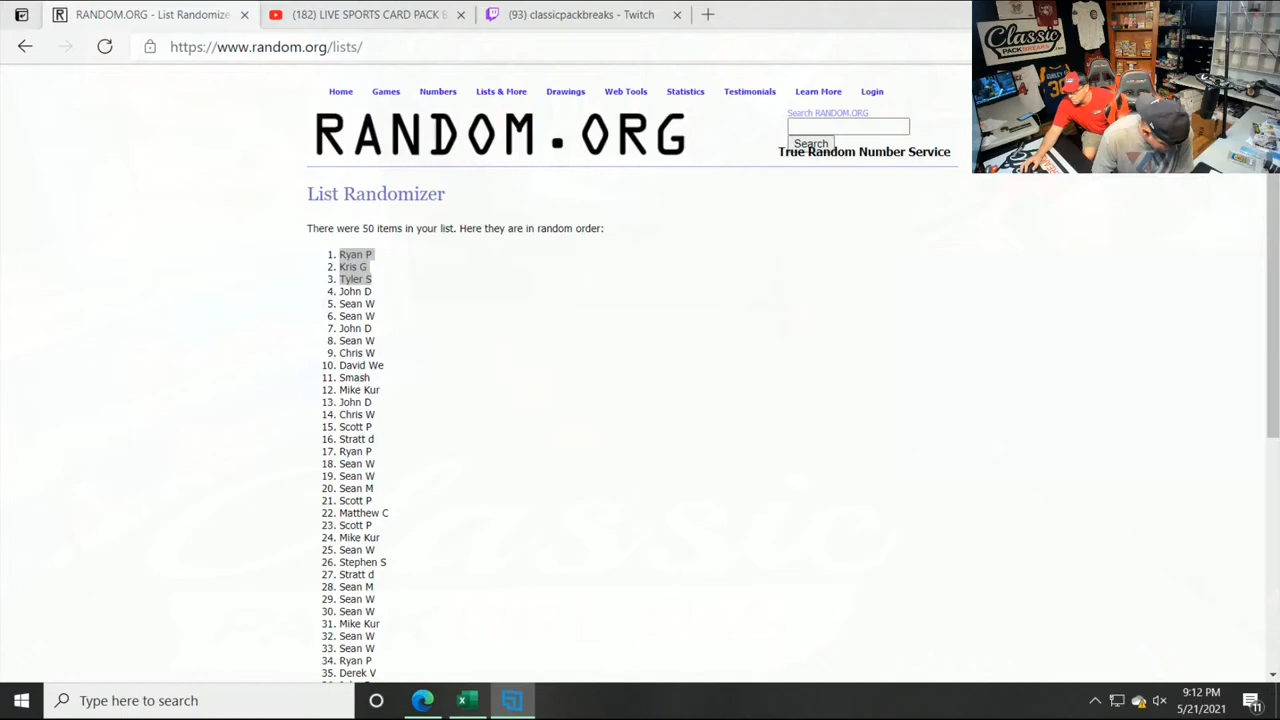 RANDOM.ORG - List Randomize
(182) LIVE SPORTS CARD PACK B
(93) classicpackbreaks - Twitch
https://www.random.org/lists/
Home Games Numbers Lists & More Drawings Web Tools Statistics Testimonials Learn More Login
RANDOM.ORG
Search RANDOM.ORG
Search
True Random Number Service
List Randomizer
There were 50 items in your list. Here they are in random order:
1. Ryan P
2. Kris G
3. Tyler S
4. John D
5. Sean W
6. Sean W
7. John D
8. Sean W
9. Chris W
10. David We
11. Smash
12. Mike Kur
13. John D
14. Chris W
15. Scott P
16. Stratt d
17. Ryan P
18. Sean W
19. Sean W
20. Sean M
21. Scott P
22. Matthew C
23. Scott P
24. Mike Kur
25. Sean W
26. Stephen S
27. Stratt d
28. Sean M
29. Sean W
30. Sean W
31. Mike Kur
32. Sean W
33. Sean W
34. Ryan P
35. Derek V
Classic
PACK BREAKS
Classic
Type here to search
9:12 PM
5/21/2021
11